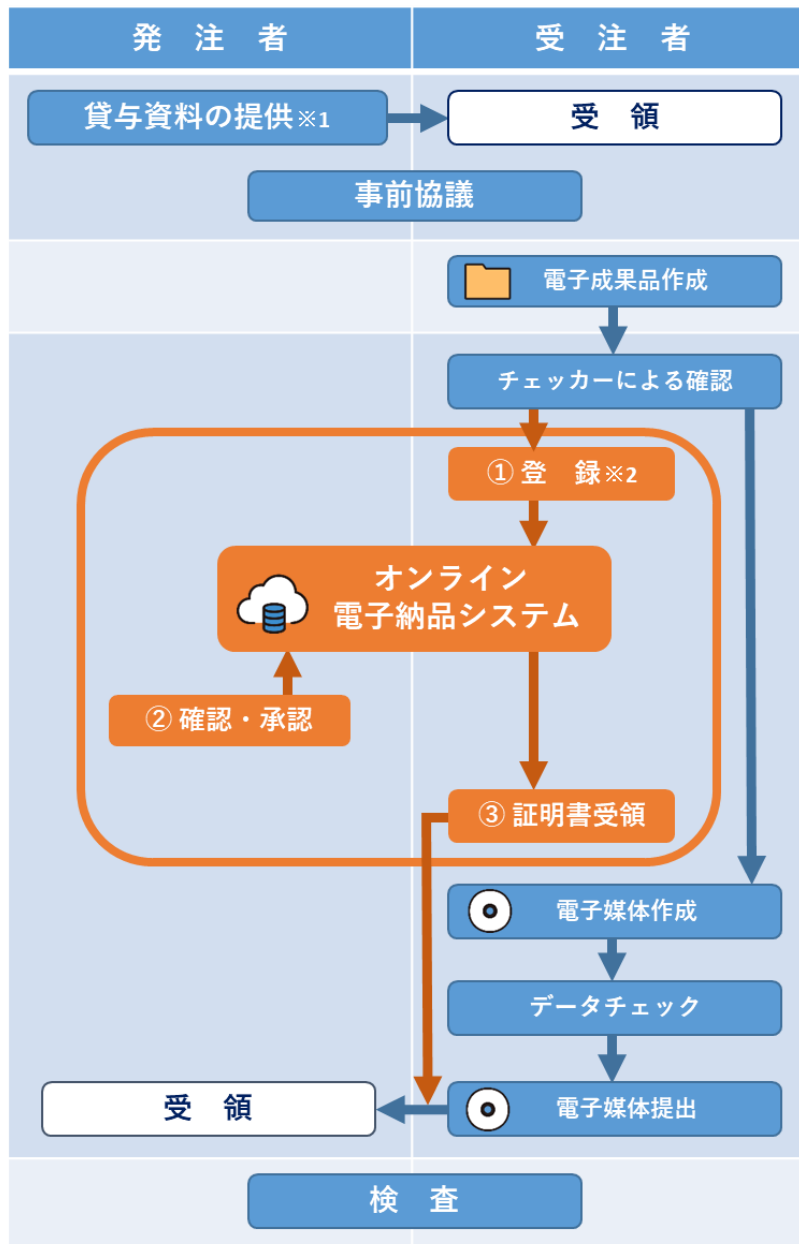 発　注　者
受　注　者
貸与資料の提供※1
受　領
事前協議
電子成果品作成
チェッカーによる確認
① 登　録※2
オンライン
電子納品システム
② 確認・承認
③ 証明書受領
電子媒体作成
データチェック
受　領
電子媒体提出
検　査